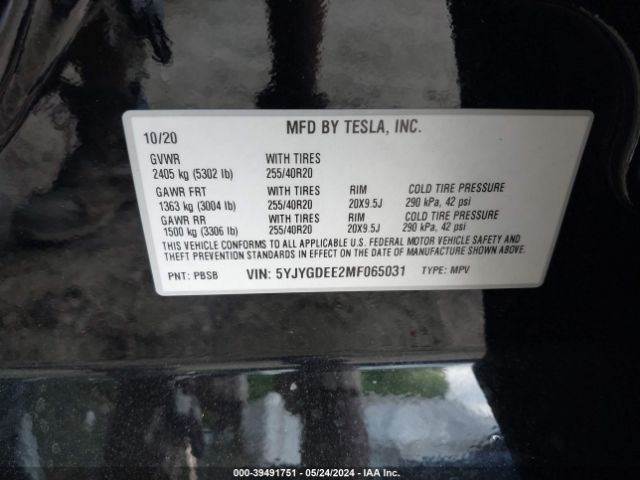 MFD BY TESLA, INC.
10/20
GVWR WITH TIRES
2405 kg (5302 lb) 255/40R20
GAWR FRT WITH TIRES RIM COLD TIRE PRESSURE
1363 kg (3004 lb) 255/40R20 20X9.5J 290 kPa, 42 psi
GAWR RR WITH TIRES RIM COLD TIRE PRESSURE
1500 kg (3306 lb) 255/40R20 20X9.5J 290 kPa, 42 psi
THIS VEHICLE CONFORMS TO ALL APPLICABLE U.S. FEDERAL MOTOR VEHICLE SAFETY AND
THEFT PREVENTION STANDARDS IN EFFECT ON THE DATE OF MANUFACTURE SHOWN ABOVE.
PNT: PBSB VIN: 5YJYGDEE2MF065031 TYPE: MPV
000-39491751 — 05/24/2024 — IAA Inc.